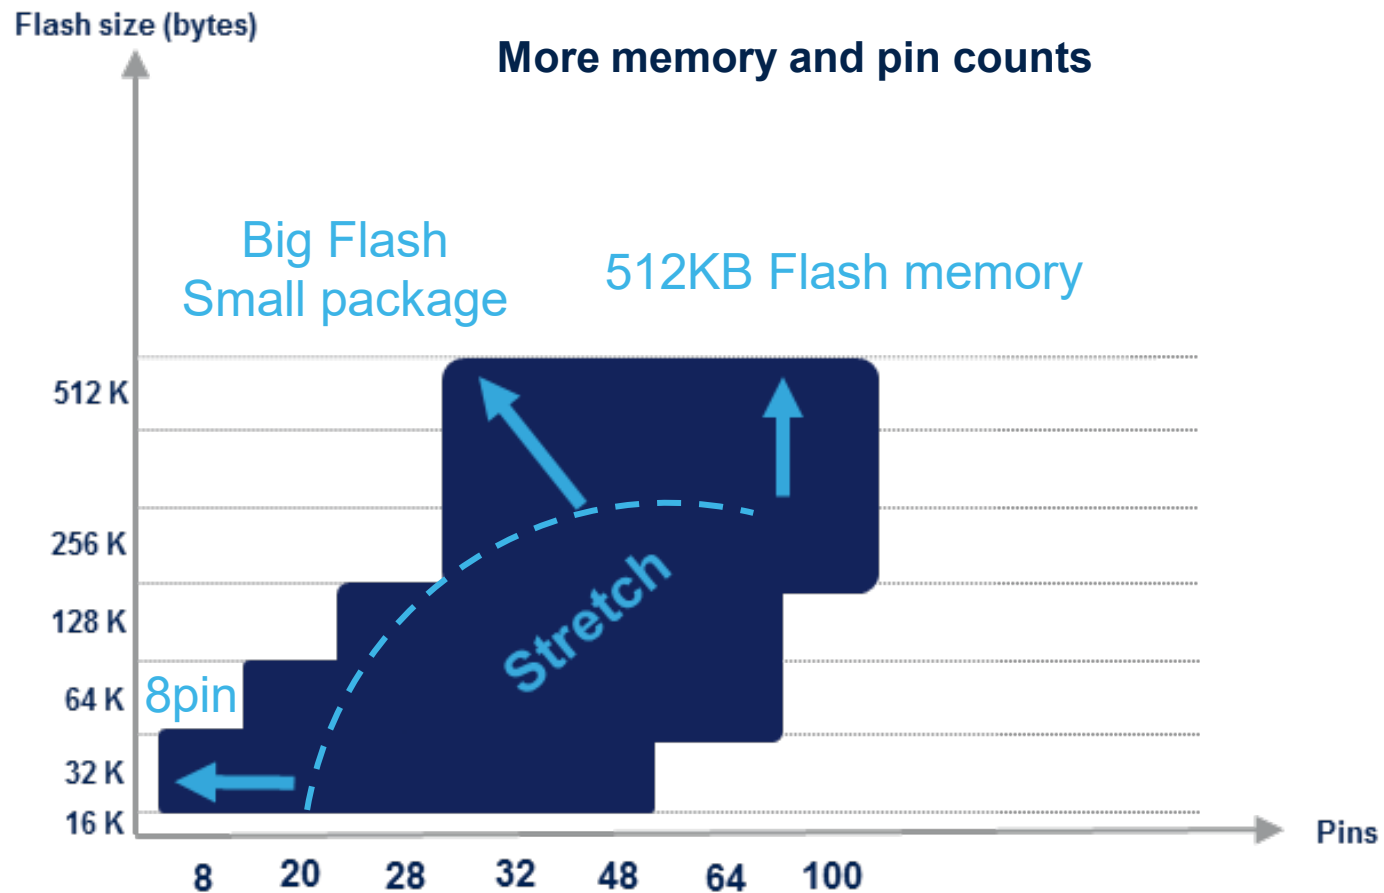 Flash size (bytes)
More memory and pin counts
Big Flash
Small package
512KB Flash memory
512 K
256 K
128 K
64 K
32 K
16 K
8pin
Stretch
Pins
8 20 28 32 48 64 100